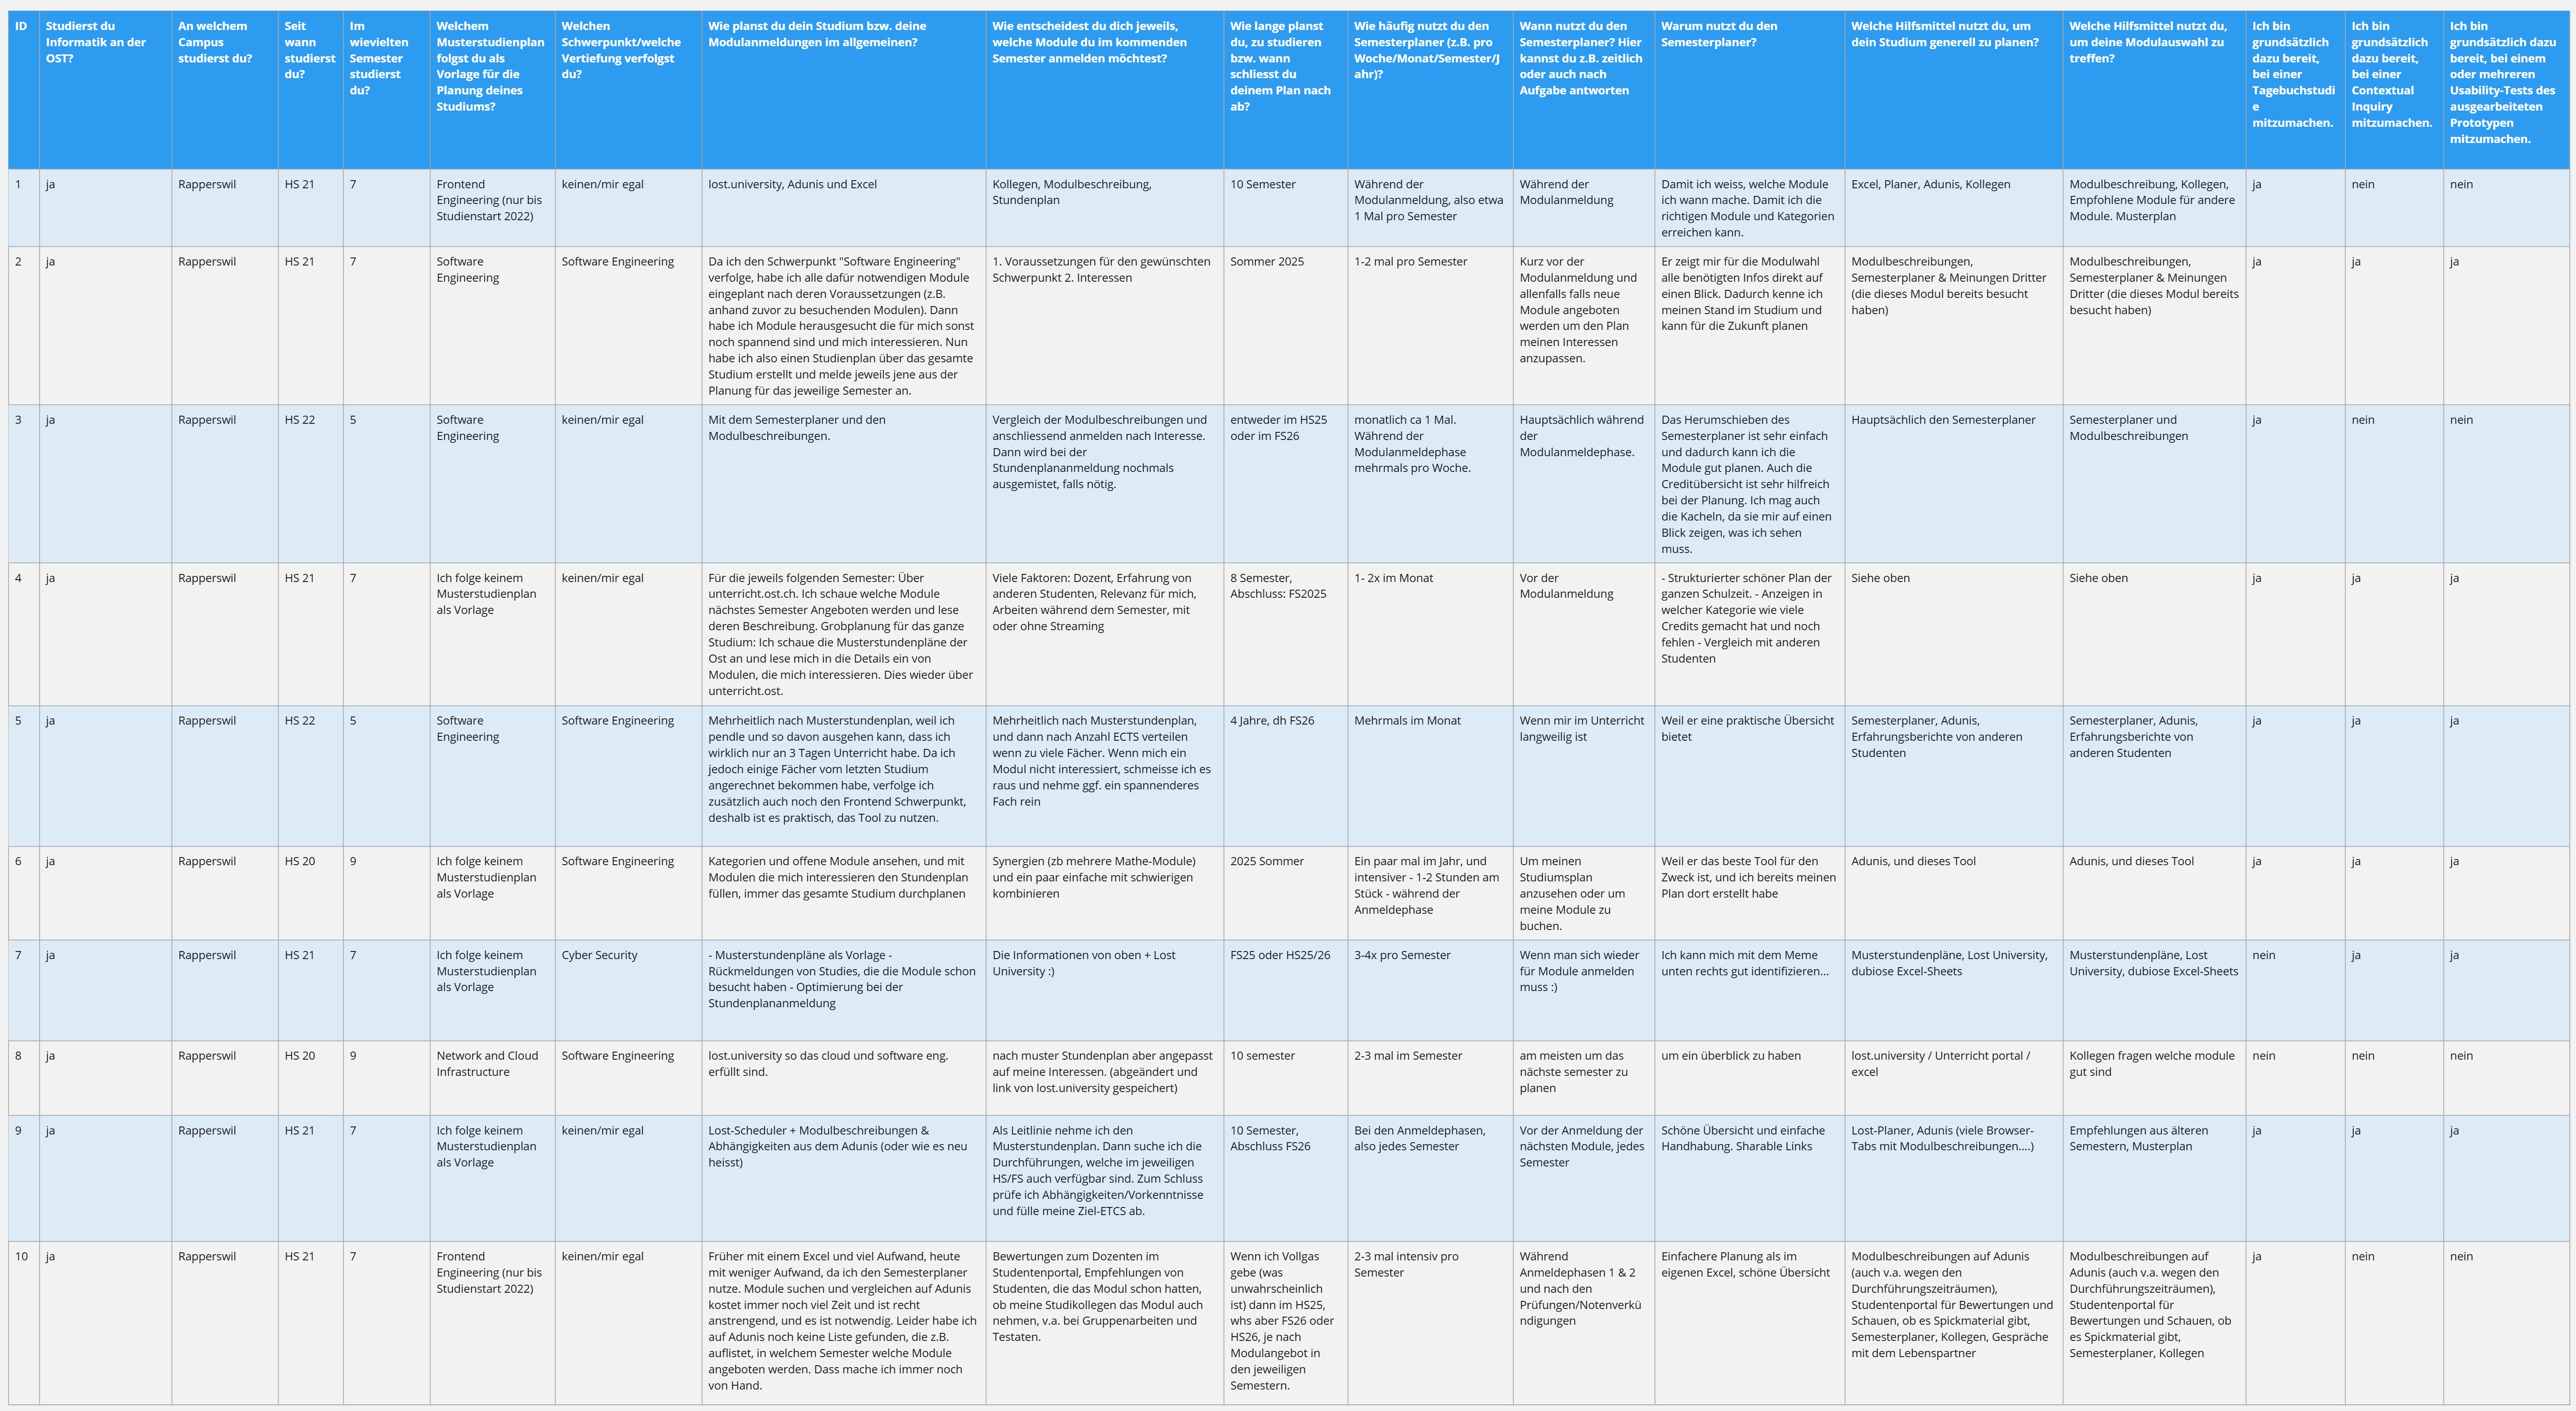 ID
Studierst du
Informatik an der
OST?
An welchem
Campus
studierst du?
Seit
wann
studierst
du?
Im
wievielten
Semester
studierst
du?
Welchem
Musterstudienplan
folgst du als
Vorlage für die
Planung deines
Studiums?
Welchen
Schwerpunkt/welche
Vertiefung verfolgst
du?
Wie planst du dein Studium bzw. deine
Modulanmeldungen im allgemeinen?
Wie entscheidest du dich jeweils,
welche Module du im kommenden
Semester anmelden möchtest?
Wie lange planst
du, zu studieren
bzw. wann
schliesst du
deinem Plan nach
ab?
Wie häufig nutzt du den
Semesterplaner (z.B. pro
Woche/Monat/Semester/J
ahr)?
Wann nutzt du den
Semesterplaner? Hier
kannst du z.B. zeitlich
oder auch nach
Aufgabe antworten
Warum nutzt du den
Semesterplaner?
Welche Hilfsmittel nutzt du, um
dein Studium generell zu planen?
Welche Hilfsmittel nutzt du,
um deine Modulauswahl zu
treffen?
Ich bin
grundsätzlich
dazu bereit,
bei einer
Tagebuchstudi
e
mitzumachen.
Ich bin
grundsätzlich
dazu bereit,
bei einer
Contextual
Inquiry
mitzumachen.
Ich bin
grundsätzlich dazu
bereit, bei einem
oder mehreren
Usability-Tests des
ausgearbeiteten
Prototypen
mitzumachen.
1
ja
Rapperswil
HS 21
7
Frontend
Engineering (nur bis
Studienstart 2022)
keinen/mir egal
lost.university, Adunis und Excel
Kollegen, Modulbeschreibung,
Stundenplan
10 Semester
Während der
Modulanmeldung, also etwa
1 Mal pro Semester
Während der
Modulanmeldung
Damit ich weiss, welche Module
ich wann mache. Damit ich die
richtigen Module und Kategorien
erreichen kann.
Excel, Planer, Adunis, Kollegen
Modulbeschreibung, Kollegen,
Empfohlene Module für andere
Module. Musterplan
ja
nein
nein
2
ja
Rapperswil
HS 21
7
Software
Engineering
Software Engineering
Da ich den Schwerpunkt "Software Engineering"
verfolge, habe ich alle dafür notwendigen Module
eingeplant nach deren Voraussetzungen (z.B.
anhand zuvor zu besuchenden Modulen). Dann
habe ich Module herausgesucht die für mich sonst
noch spannend sind und mich interessieren. Nun
habe ich also einen Studienplan über das gesamte
Studium erstellt und melde jeweils jene aus der
Planung für das jeweilige Semester an.
1. Voraussetzungen für den gewünschten
Schwerpunkt 2. Interessen
Sommer 2025
1-2 mal pro Semester
Kurz vor der
Modulanmeldung und
allenfalls falls neue
Module angeboten
werden um den Plan
meinen Interessen
anzupassen.
Er zeigt mir für die Modulwahl
alle benötigten Infos direkt auf
einen Blick. Dadurch kenne ich
meinen Stand im Studium und
kann für die Zukunft planen
Modulbeschreibungen,
Semesterplaner & Meinungen Dritter
(die dieses Modul bereits besucht
haben)
Modulbeschreibungen,
Semesterplaner & Meinungen
Dritter (die dieses Modul bereits
besucht haben)
ja
ja
ja
3
ja
Rapperswil
HS 22
5
Software
Engineering
keinen/mir egal
Mit dem Semesterplaner und den
Modulbeschreibungen.
Vergleich der Modulbeschreibungen und
anschliessend anmelden nach Interesse.
Dann wird bei der
Stundenplananmeldung nochmals
ausgemistet, falls nötig.
entweder im HS25
oder im FS26
monatlich ca 1 Mal.
Während der
Modulanmeldephase
mehrmals pro Woche.
Hauptsächlich während
der
Modulanmeldephase.
Das Herumschieben des
Semesterplaner ist sehr einfach
und dadurch kann ich die
Module gut planen. Auch die
Creditübersicht ist sehr hilfreich
bei der Planung. Ich mag auch
die Kacheln, da sie mir auf einen
Blick zeigen, was ich sehen
muss.
Hauptsächlich den Semesterplaner
Semesterplaner und
Modulbeschreibungen
ja
nein
nein
4
ja
Rapperswil
HS 21
7
Ich folge keinem
Musterstudienplan
als Vorlage
keinen/mir egal
Für die jeweils folgenden Semester: Über
unterricht.ost.ch. Ich schaue welche Module
nächstes Semester Angeboten werden und lese
deren Beschreibung. Grobplanung für das ganze
Studium: Ich schaue die Musterstundenpläne der
Ost an und lese mich in die Details ein von
Modulen, die mich interessieren. Dies wieder über
unterricht.ost.
Viele Faktoren: Dozent, Erfahrung von
anderen Studenten, Relevanz für mich,
Arbeiten während dem Semester, mit
oder ohne Streaming
8 Semester,
Abschluss: FS2025
1- 2x im Monat
Vor der
Modulanmeldung
- Strukturierter schöner Plan der
ganzen Schulzeit. - Anzeigen in
welcher Kategorie wie viele
Credits gemacht hat und noch
fehlen - Vergleich mit anderen
Studenten
Siehe oben
Siehe oben
ja
ja
ja
5
ja
Rapperswil
HS 22
5
Software
Engineering
Software Engineering
Mehrheitlich nach Musterstundenplan, weil ich
pendle und so davon ausgehen kann, dass ich
wirklich nur an 3 Tagen Unterricht habe. Da ich
jedoch einige Fächer vom letzten Studium
angerechnet bekommen habe, verfolge ich
zusätzlich auch noch den Frontend Schwerpunkt,
deshalb ist es praktisch, das Tool zu nutzen.
Mehrheitlich nach Musterstundenplan,
und dann nach Anzahl ECTS verteilen
wenn zu viele Fächer. Wenn mich ein
Modul nicht interessiert, schmeisse ich es
raus und nehme ggf. ein spannenderes
Fach rein
4 Jahre, dh FS26
Mehrmals im Monat
Wenn mir im Unterricht
langweilig ist
Weil er eine praktische Übersicht
bietet
Semesterplaner, Adunis,
Erfahrungsberichte von anderen
Studenten
Semesterplaner, Adunis,
Erfahrungsberichte von
anderen Studenten
ja
ja
ja
6
ja
Rapperswil
HS 20
9
Ich folge keinem
Musterstudienplan
als Vorlage
Software Engineering
Kategorien und offene Module ansehen, und mit
Modulen die mich interessieren den Stundenplan
füllen, immer das gesamte Studium durchplanen
Synergien (zb mehrere Mathe-Module)
und ein paar einfache mit schwierigen
kombinieren
2025 Sommer
Ein paar mal im Jahr, und
intensiver - 1-2 Stunden am
Stück - während der
Anmeldephase
Um meinen
Studiumsplan
anzusehen oder um
meine Module zu
buchen.
Weil er das beste Tool für den
Zweck ist, und ich bereits meinen
Plan dort erstellt habe
Adunis, und dieses Tool
Adunis, und dieses Tool
ja
ja
ja
7
ja
Rapperswil
HS 21
7
Ich folge keinem
Musterstudienplan
als Vorlage
Cyber Security
- Musterstundenpläne als Vorlage -
Rückmeldungen von Studies, die die Module schon
besucht haben - Optimierung bei der
Stundenplananmeldung
Die Informationen von oben + Lost
University :)
FS25 oder HS25/26
3-4x pro Semester
Wenn man sich wieder
für Module anmelden
muss :)
Ich kann mich mit dem Meme
unten rechts gut identifizieren...
Musterstundenpläne, Lost University,
dubiose Excel-Sheets
Musterstundenpläne, Lost
University, dubiose Excel-Sheets
nein
ja
ja
8
ja
Rapperswil
HS 20
9
Network and Cloud
Infrastructure
Software Engineering
lost.university so das cloud und software eng.
erfüllt sind.
nach muster Stundenplan aber angepasst
auf meine Interessen. (abgeändert und
link von lost.university gespeichert)
10 semester
2-3 mal im Semester
am meisten um das
nächste semester zu
planen
um ein überblick zu haben
lost.university / Unterricht portal /
excel
Kollegen fragen welche module
gut sind
nein
nein
nein
9
ja
Rapperswil
HS 21
7
Ich folge keinem
Musterstudienplan
als Vorlage
keinen/mir egal
Lost-Scheduler + Modulbeschreibungen &
Abhängigkeiten aus dem Adunis (oder wie es neu
heisst)
Als Leitlinie nehme ich den
Musterstundenplan. Dann suche ich die
Durchführungen, welche im jeweiligen
HS/FS auch verfügbar sind. Zum Schluss
prüfe ich Abhängigkeiten/Vorkenntnisse
und fülle meine Ziel-ETCS ab.
10 Semester,
Abschluss FS26
Bei den Anmeldephasen,
also jedes Semester
Vor der Anmeldung der
nächsten Module, jedes
Semester
Schöne Übersicht und einfache
Handhabung. Sharable Links
Lost-Planer, Adunis (viele Browser-
Tabs mit Modulbeschreibungen....)
Empfehlungen aus älteren
Semestern, Musterplan
ja
ja
ja
10
ja
Rapperswil
HS 21
7
Frontend
Engineering (nur bis
Studienstart 2022)
keinen/mir egal
Früher mit einem Excel und viel Aufwand, heute
mit weniger Aufwand, da ich den Semesterplaner
nutze. Module suchen und vergleichen auf Adunis
kostet immer noch viel Zeit und ist recht
anstrengend, und es ist notwendig. Leider habe ich
auf Adunis noch keine Liste gefunden, die z.B.
auflistet, in welchem Semester welche Module
angeboten werden. Dass mache ich immer noch
von Hand.
Bewertungen zum Dozenten im
Studentenportal, Empfehlungen von
Studenten, die das Modul schon hatten,
ob meine Studikollegen das Modul auch
nehmen, v.a. bei Gruppenarbeiten und
Testaten.
Wenn ich Vollgas
gebe (was
unwahrscheinlich
ist) dann im HS25,
whs aber FS26 oder
HS26, je nach
Modulangebot in
den jeweiligen
Semestern.
2-3 mal intensiv pro
Semester
Während
Anmeldephasen 1 & 2
und nach den
Prüfungen/Notenverkü
ndigungen
Einfachere Planung als im
eigenen Excel, schöne Übersicht
Modulbeschreibungen auf Adunis
(auch v.a. wegen den
Durchführungszeiträumen),
Studentenportal für Bewertungen und
Schauen, ob es Spickmaterial gibt,
Semesterplaner, Kollegen, Gespräche
mit dem Lebenspartner
Modulbeschreibungen auf
Adunis (auch v.a. wegen den
Durchführungszeiträumen),
Studentenportal für
Bewertungen und Schauen, ob
es Spickmaterial gibt,
Semesterplaner, Kollegen
ja
nein
nein